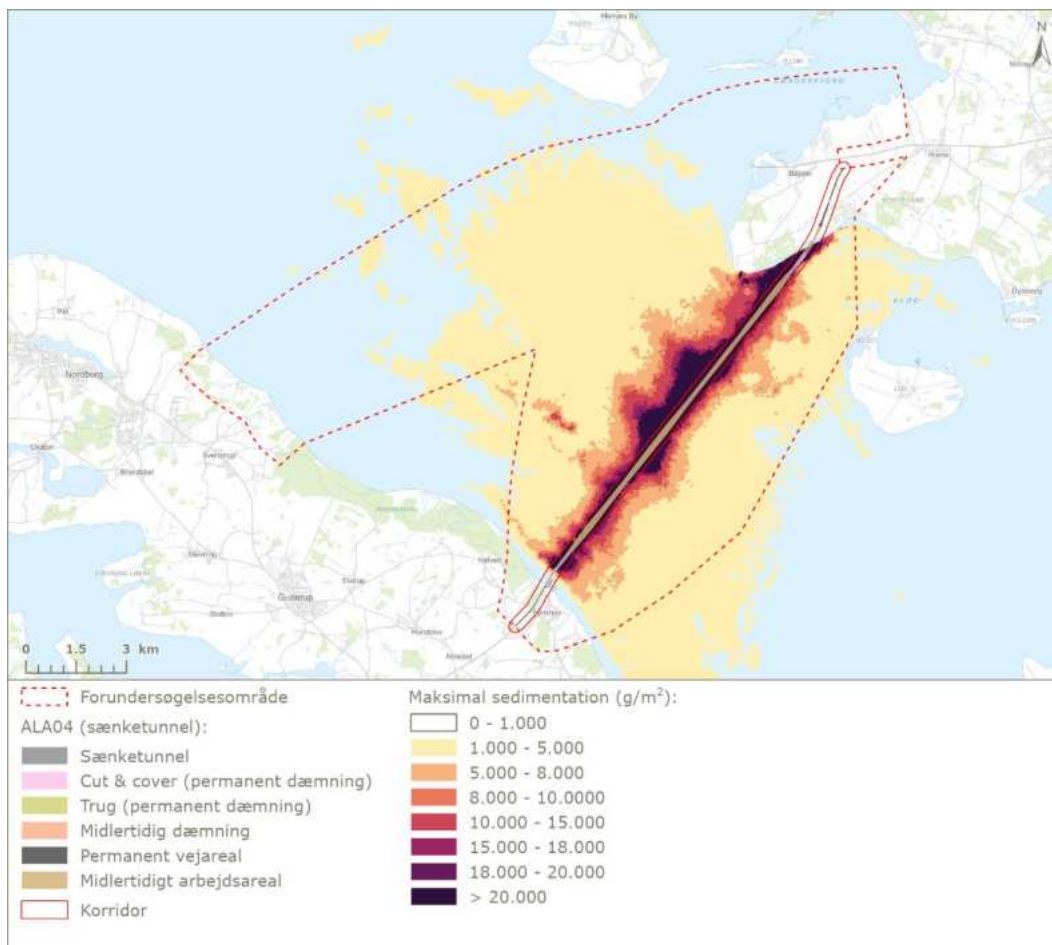 N
Nordborg
Guderup
0 1.5 3 km
Forundersøgelsesområde
ALA04 (sænketunnel):
Sænketunnel
Cut & cover (permanent dæmning)
Trug (permanent dæmning)
Midlertidig dæmning
Permanent vejareal
Midlertidigt arbejdsareal
Korridor
Maksimal sedimentation (g/m²):
0 - 1.000
1.000 - 5.000
5.000 - 8.000
8.000 - 10.0000
10.000 - 15.000
15.000 - 18.000
18.000 - 20.000
> 20.000